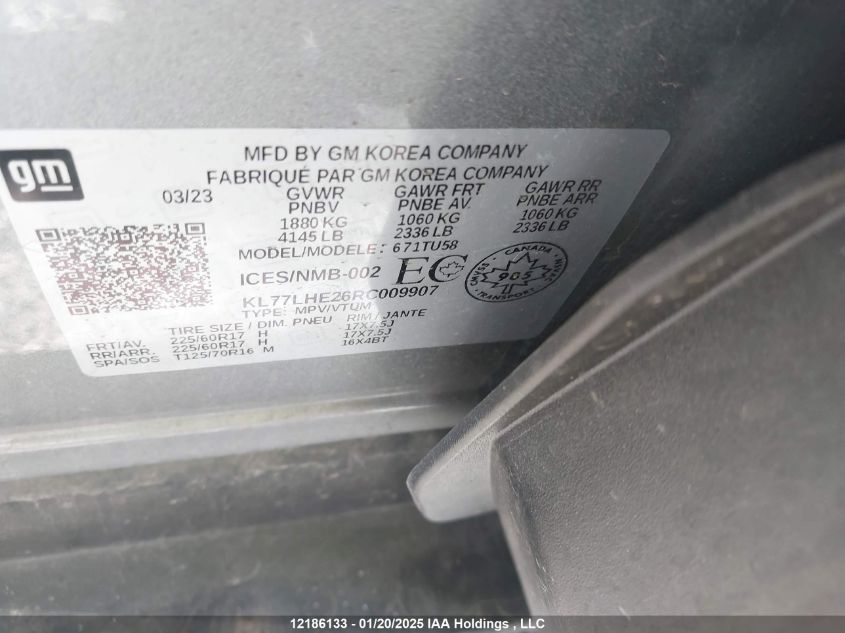 gm
MFD BY GM KOREA COMPANY
FABRIQUÉ PAR GM KOREA COMPANY
03/23 GVWR GAWR FRT GAWR RR
PNBV PNBE AV. PNBE ARR
1880 KG 1060 KG 1060 KG
4145 LB 2336 LB 2336 LB
MODEL/MODELE: 671TU58
ICES/NMB-002 EC CANADA 905 TRANS
KL77LHE26RC009907
TYPE: MPV/VTUM
TIRE SIZE / DIM. PNEU RIM / JANTE
FRT/AV. 225/60R17 H 17X7.5J
RR/ARR. 225/60R17 H 17X7.5J
SPA/SOS T125/70R16 M 16X4BT
12186133 - 01/20/2025 IAA Holdings , LLC